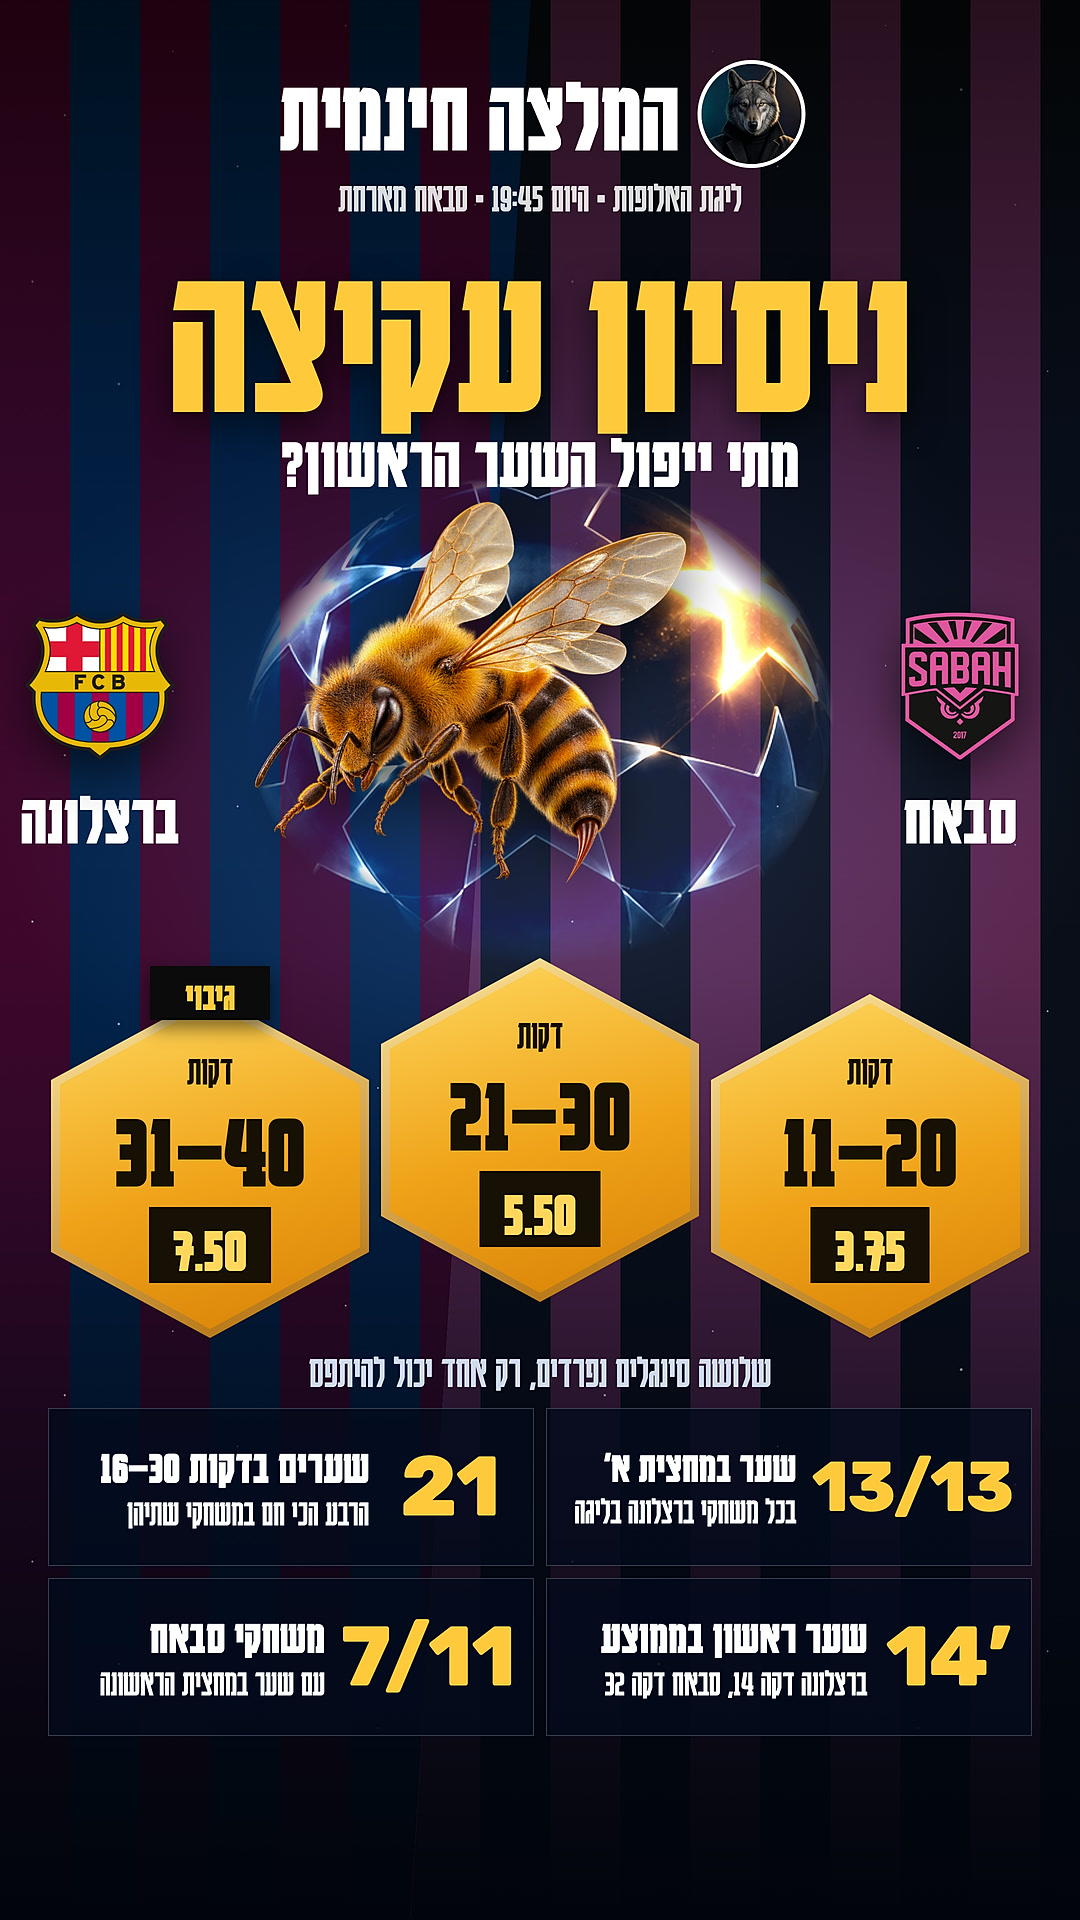 המלצה חינמית
ליגת האלופות • היום 19:45 • סבאח מארחת
ניסיון עקיצה
מתי ייפול השער הראשון?
FCB
SABAH
2017
ברצלונה
סבאח
דקות
11–20
3.75
דקות
21–30
5.50
גיבוי
דקות
31–40
7.50
שלושה סינגלים נפרדים, רק אחד יכול להיתפס
13/13
שער במחצית א'
בכל משחקי ברצלונה בליגה
21
שערים בדקות 16–30
הרבע הכי חם במשחקי שתיהן
14'
שער ראשון בממוצע
ברצלונה דקה 14, סבאח דקה 32
7/11
משחקי סבאח
עם שער במחצית הראשונה